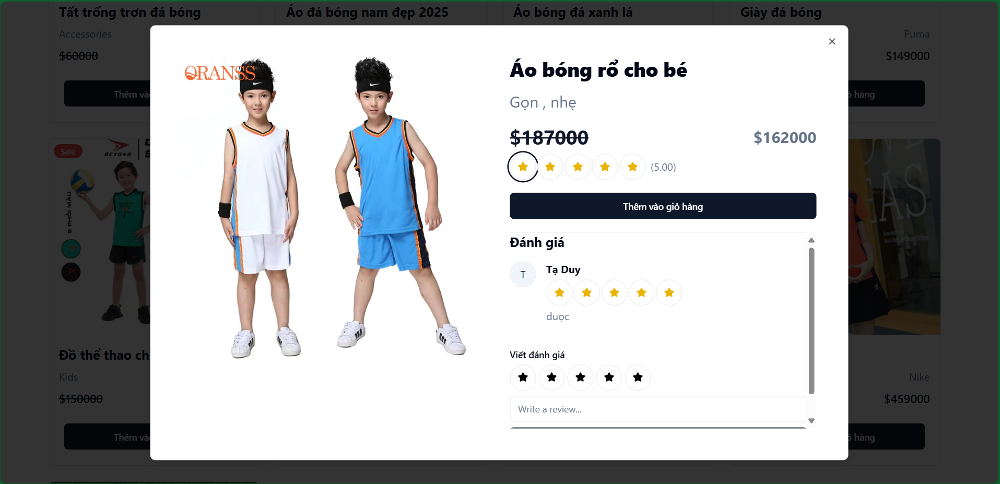 Tất trống trơn đá bóng
Áo đá bóng nam đẹp 2025
Áo bóng đá xanh lá
Giày đá bóng
Accessories
Puma
$60000
$149000
Thêm và
ỏ hàng
ORANSS
Áo bóng rổ cho bé
Gọn , nhẹ
$187000
$162000
(5.00)
Thêm vào giỏ hàng
Đánh giá
T
Tạ Duy
duọc
Viết đánh giá
Write a review...
Sale
BEYONO
2 PHỐI MÀU
Đồ thể thao ch
Kids
$150000
Thêm và
EAS
Nike
$459000
ỏ hàng